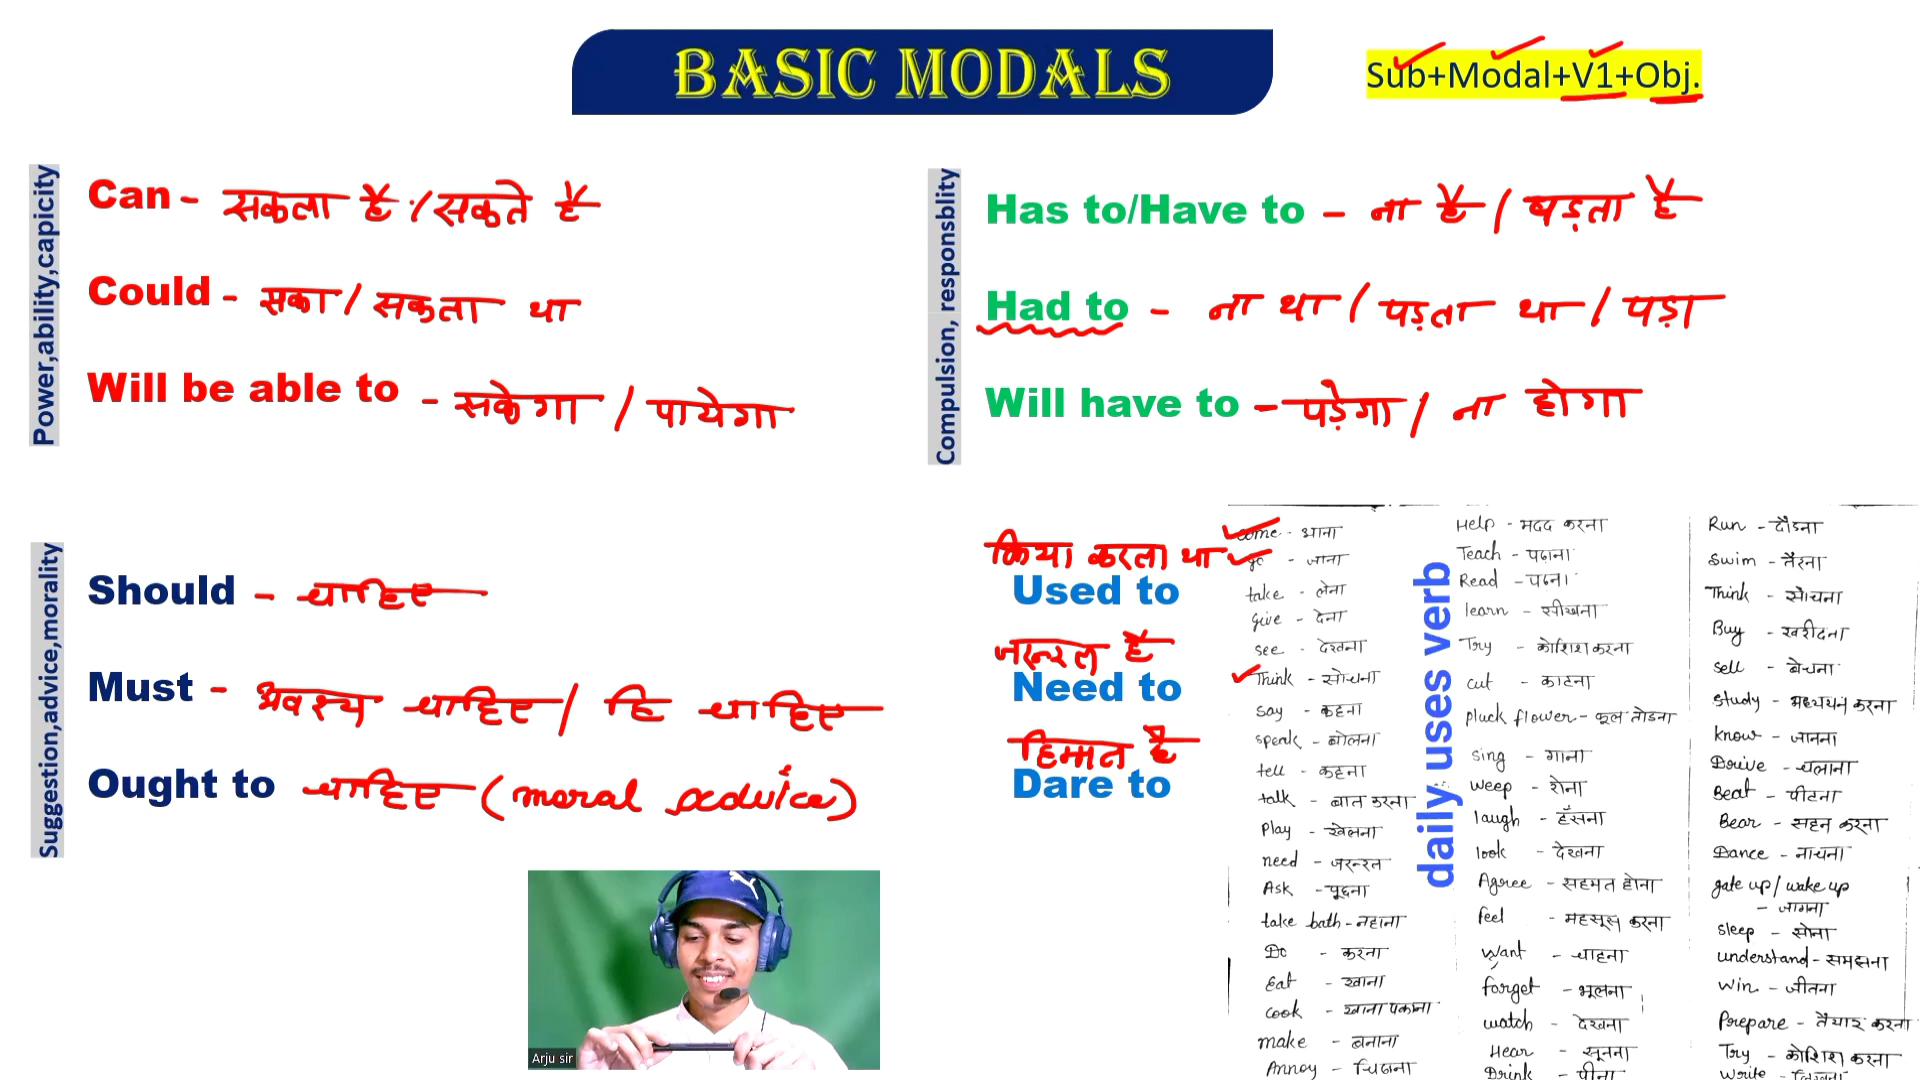 BASIC MODALS
Sub+Modal+V1+Obj.
Power,ability,capicity
Can - सकता है / सकते है
Could - सका / सकता था
Will be able to - सकेगा / पायेगा
Compulsion, responsblity
Has to/Have to - ना है / पड़ता है
Had to - ना था / पड़ता था / पड़ा
Will have to - पड़ेगा / ना होगा
Suggestion,advice,morality
Should - चाहिए
Must - अवश्य चाहिए / हि चाहिए
Ought to चाहिए (moral advice)
किया करता था
Used to
जरूरत है
Need to
हिम्मत है
Dare to
Come - आना
go - जाना
take - लेना
Give - देना
see - देखना
Think - सोचना
say - कहना
speak - बोलना
tell - कहना
talk - बात करना
Play - खेलना
need - जरूरत
Ask - पूछना
take bath - नहाना
Do - करना
Eat - खाना
cook - खाना पकाना
make - बनाना
Annoy - चिढाना
daily uses verb
Help - मदद करना
Teach - पढाना
Read - पढना
learn - सीखना
Try - कोशिश करना
cut - काटना
pluck flower - फूल तोडना
sing - गाना
weep - रोना
laugh - हँसना
look - देखना
Agree - सहमत होना
feel - महसूस करना
want - चाहना
forget - भूलना
watch - देखना
Hear - सूनना
Drink - पीना
Run - दौडना
Swim - तैरना
Think - सोचना
Buy - खरीदना
sell - बेचना
study - अध्ययन करना
know - जानना
Drive - चलाना
Beat - पीटना
Bear - सहन करना
Dance - नाचना
gate up / wake up
- जागना
sleep - सोना
understand - समझना
win - जीतना
Prepare - तैयार करना
Try - कोशिश करना
write - लिखना
Arju sir